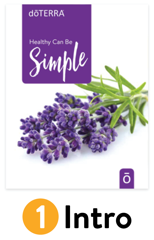 dōTERRA
Healthy Can Be
Simple
ō
1 Intro